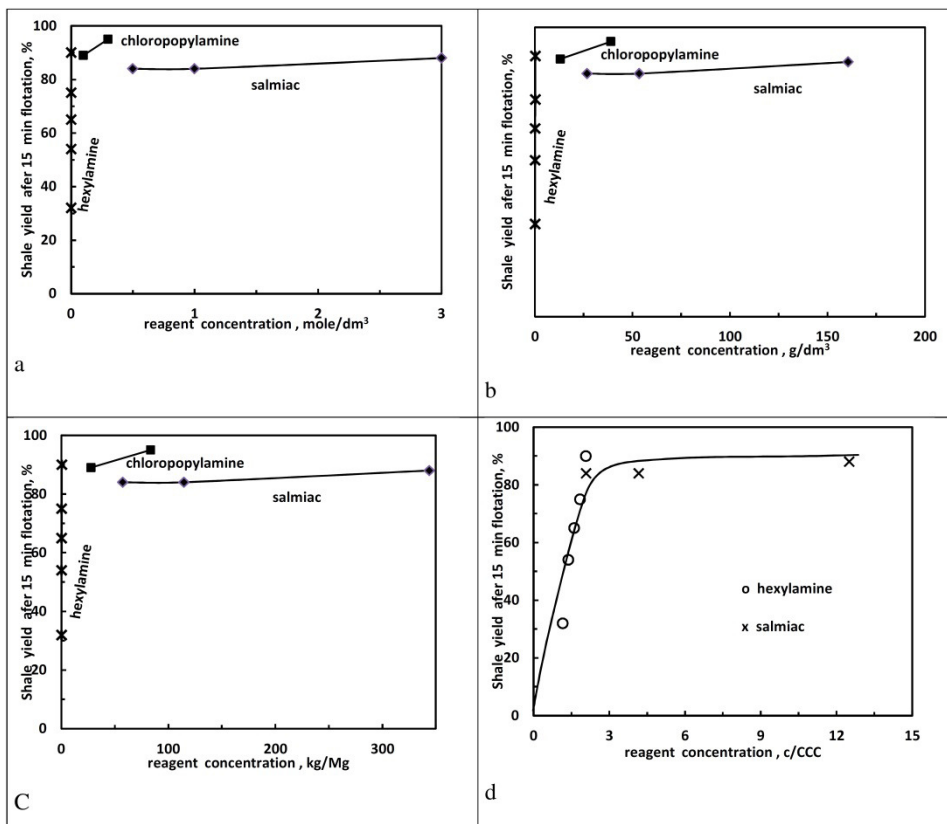 Shale yield afer 15 min flotation, %
100
80
60
40
20
0
chloropopylamine
salmiac
hexylamine
0 1 2 3
reagent concentration , mole/dm³
a
Shale yield afer 15 min flotation, %
chloropopylamine
salmiac
hexylamine
0 50 100 150 200
reagent concentration , g/dm³
b
Shale yield afer 15 min flotation, %
100
80
60
40
20
0
chloropopylamine
salmiac
hexylamine
0 100 200 300
reagent concentration , kg/Mg
C
Shale yield afer 15 min flotation, %
100
80
60
40
20
0
o hexylamine
x salmiac
0 3 6 9 12 15
reagent concentration , c/CCC
d